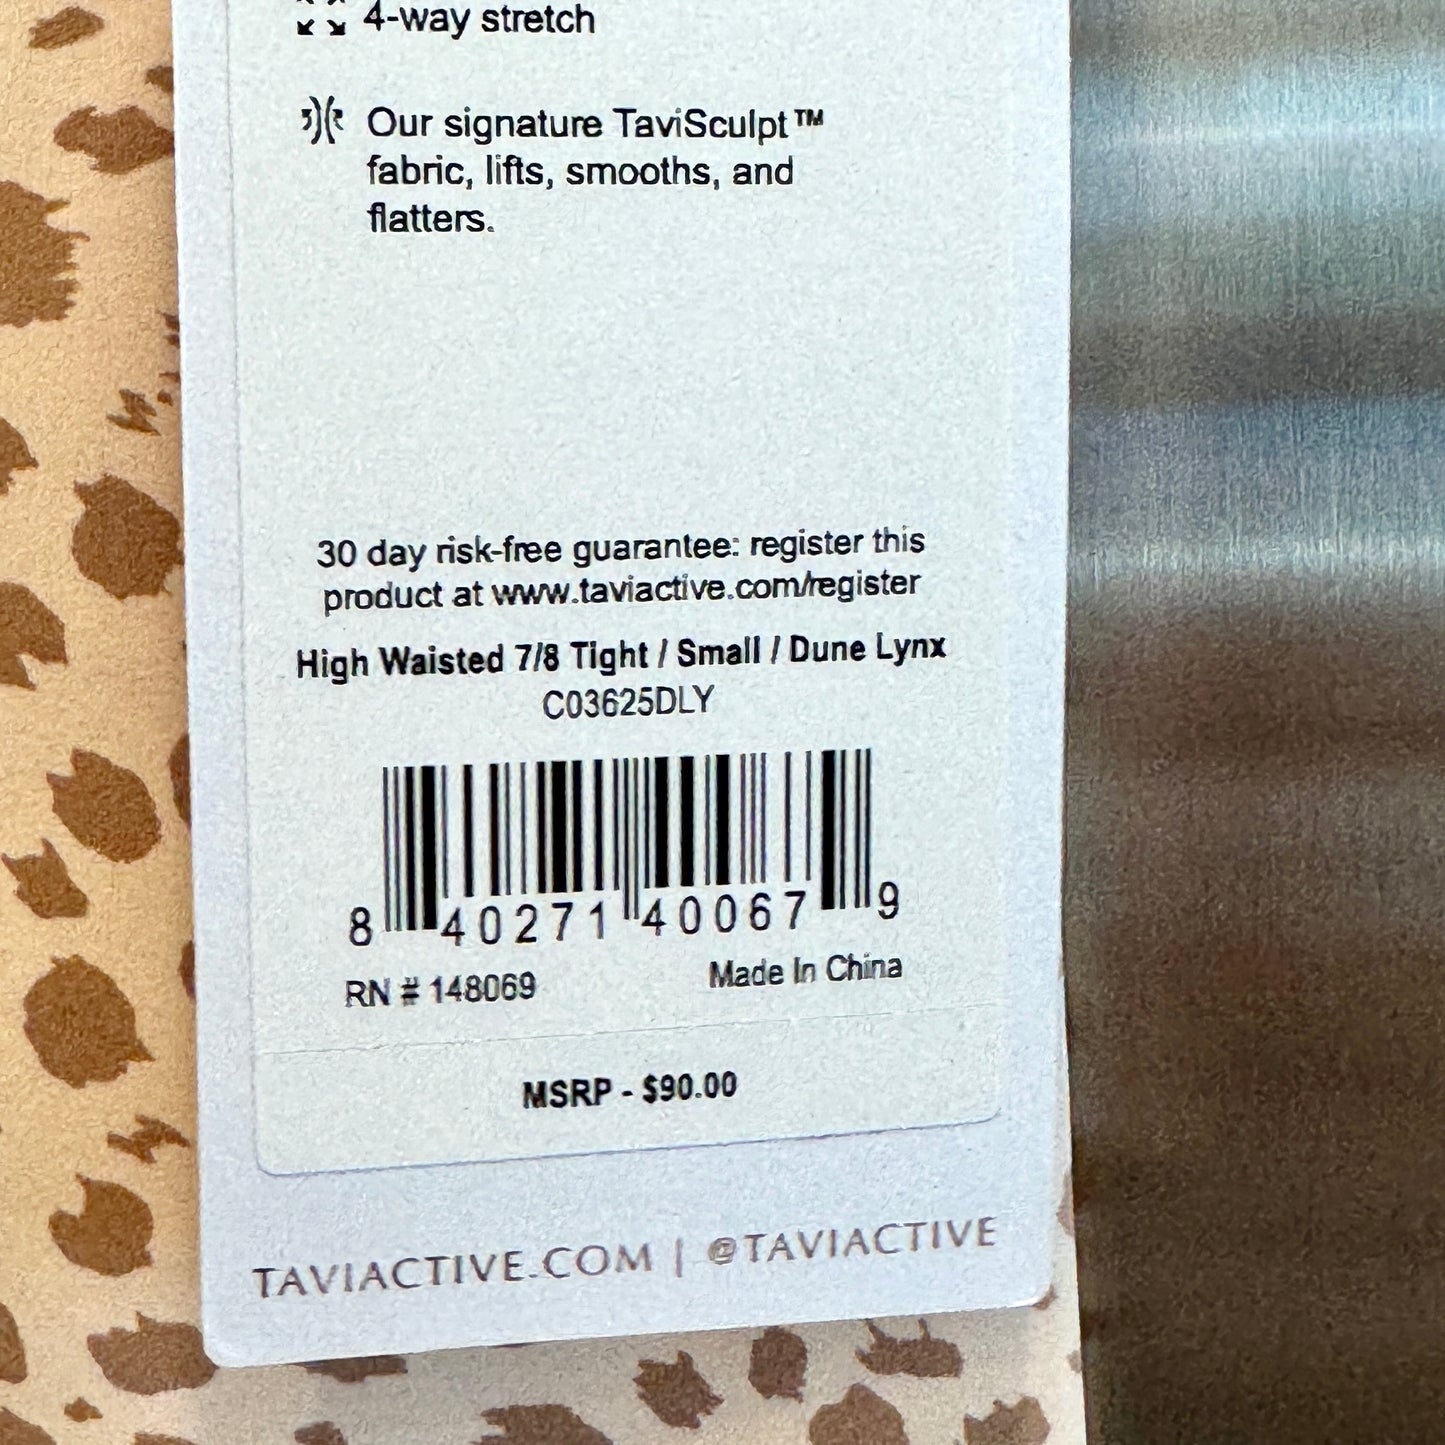 4-way stretch
Our signature TaviSculpt™
fabric, lifts, smooths, and
flatters.
30 day risk-free guarantee: register this
product at www.taviactive.com/register
High Waisted 7/8 Tight / Small / Dune Lynx
C03625DLY
8 40271 40067 9
RN # 148069 Made In China
MSRP - $90.00
TAVIACTIVE.COM | @TAVIACTIVE